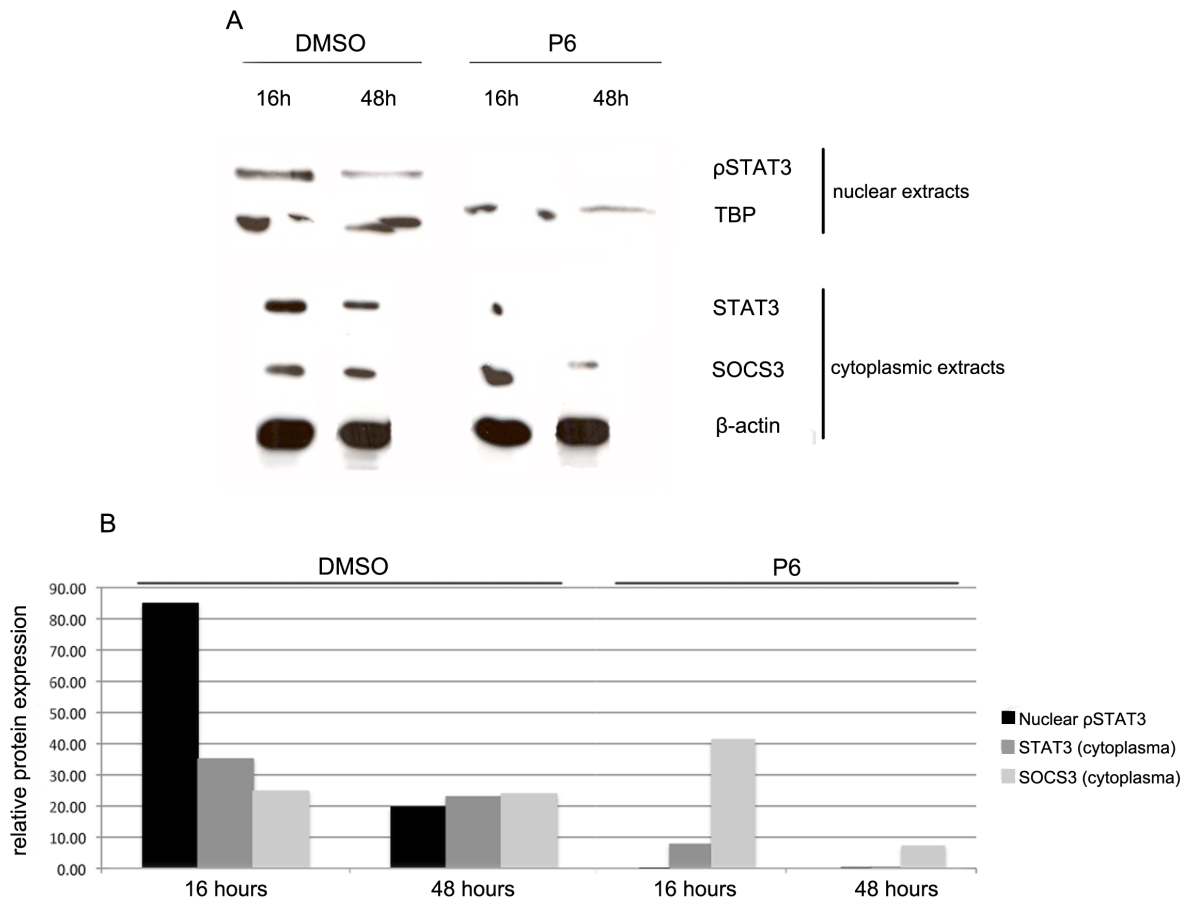 A
DMSO P6
16h 48h 16h 48h
ρSTAT3
nuclear extracts
TBP
STAT3
SOCS3
cytoplasmic extracts
β-actin
B
DMSO P6
90.00
80.00
70.00
60.00
50.00
40.00
30.00
20.00
10.00
0.00
relative protein expression
16 hours 48 hours 16 hours 48 hours
Nuclear ρSTAT3
STAT3 (cytoplasma)
SOCS3 (cytoplasma)